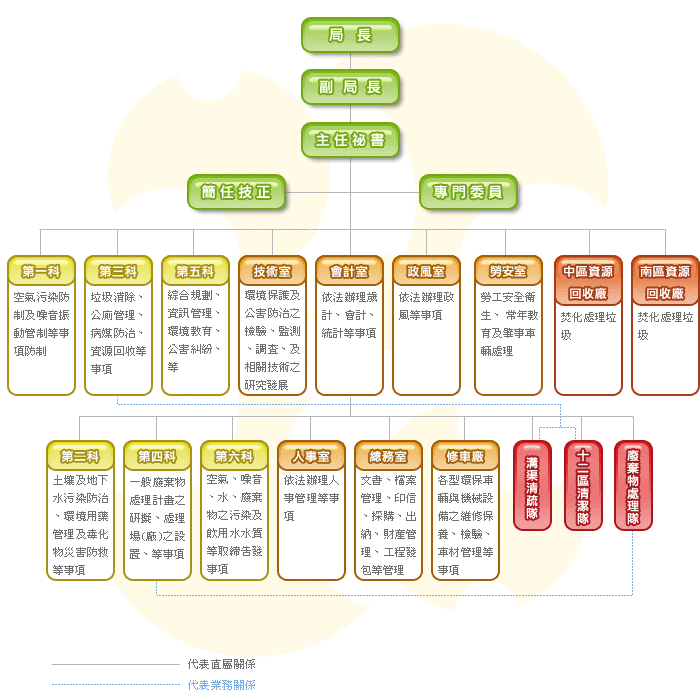 局 長
副 局 長
主任祕書
簡任技正
專門委員
第一科
空氣污染防
制及噪音振
動管制等事
項防制
第三科
垃圾清除、
公廁管理、
病媒防治、
資源回收等
事項
第五科
綜合規劃、
資訊管理、
環境教育、
公害糾紛、
等
技術室
環境保護及
公害防治之
檢驗、監測
、調查、及
相關技術之
研究發展
會計室
依法辦理歲
計、會計、
統計等事項
政風室
依法辦理政
風等事項
勞安室
勞工安全衛
生、 常年教
育及肇事車
輛處理
中區資源
回收廠
焚化處理垃
圾
南區資源
回收廠
焚化處理垃
圾
第二科
土壤及地下
水污染防治
、環境用藥
管理及毒化
物災害防救
等事項
第四科
一般廢棄物
處理計畫之
研擬、處理
場(廠)之設
置、等事項
第六科
空氣、噪音
、水、廢棄
物之污染及
飲用水水質
等取締告發
事項
人事室
依法辦理人
事管理等事
項
總務室
文書、檔案
管理、印信
、採購、出
納、財產管
理、工程發
包等管理
修車廠
各型環保車
輛與機械設
備之維修保
養、檢驗、
車材管理等
事項
溝渠清疏隊
十二區清潔隊
廢棄物處理隊
代表直屬關係
代表業務關係